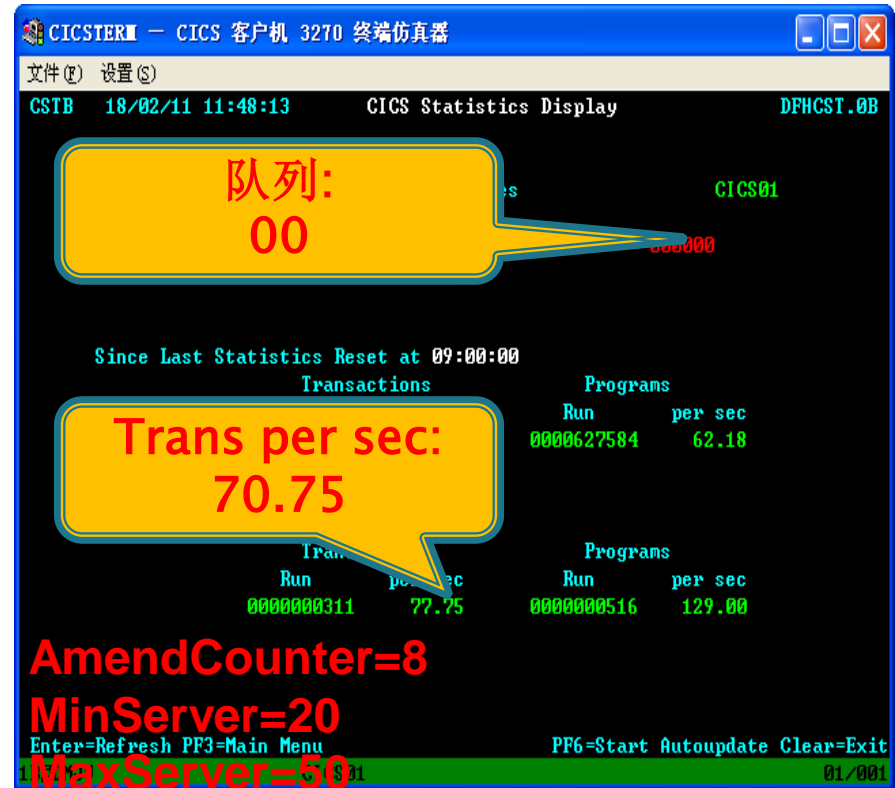 CICSTERM － CICS 客户机 3270 终端仿真器
文件(F) 设置(S)
CSTB 18/02/11 11:48:13 CICS Statistics Display DFHCST.0B
队列:
00
CICS01
Since Last Statistics Reset at 09:00:00
Transactions Programs
Run per sec
0000627584 62.18
Trans per sec:
70.75
Programs
Run per sec Run per sec
0000000311 77.75 0000000516 129.00
AmendCounter=8
MinServer=20
Enter=Refresh PF3=Main Menu PF6=Start Autoupdate Clear=Exit
MaxServer=50
01/001